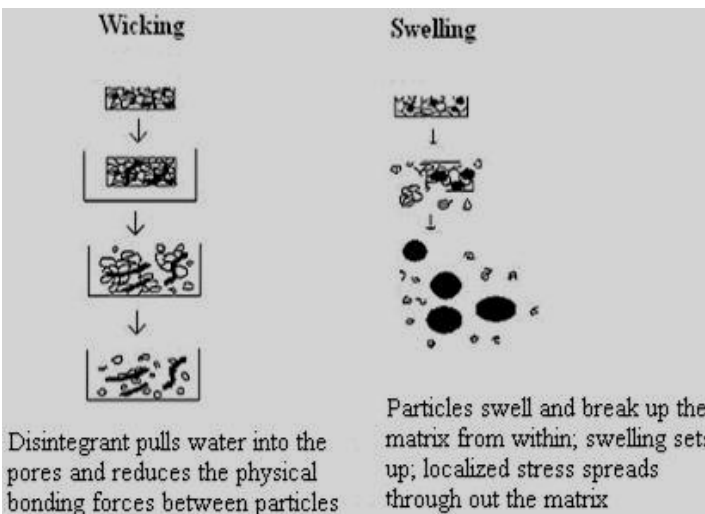 Wicking
Swelling
Disintegrant pulls water into the
pores and reduces the physical
bonding forces between particles
Particles swell and break up the
matrix from within; swelling sets
up; localized stress spreads
through out the matrix